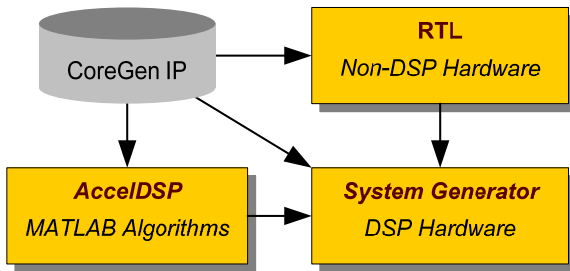 CoreGen IP
RTL
Non-DSP Hardware
AccelDSP
MATLAB Algorithms
System Generator
DSP Hardware